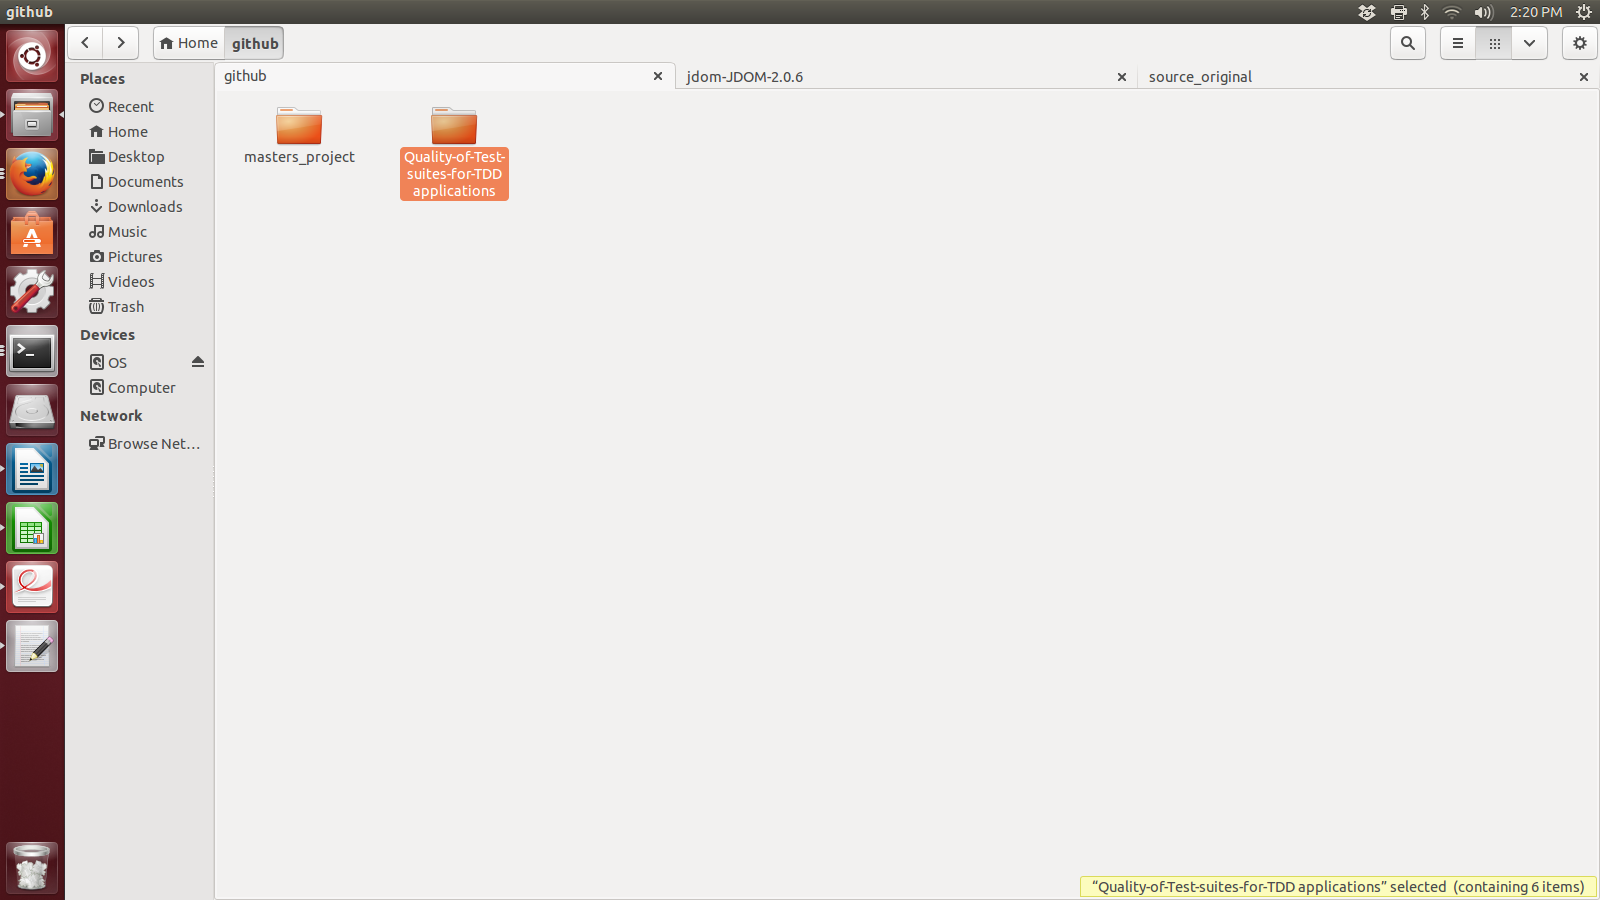 github
2:20 PM
Home
github
Places
Recent
Home
Desktop
Documents
Downloads
Music
Pictures
Videos
Trash
Devices
OS
Computer
Network
Browse Net...
github
jdom-JDOM-2.0.6
source_original
masters_project
Quality-of-Test-
suites-for-TDD
applications
“Quality-of-Test-suites-for-TDD applications” selected (containing 6 items)